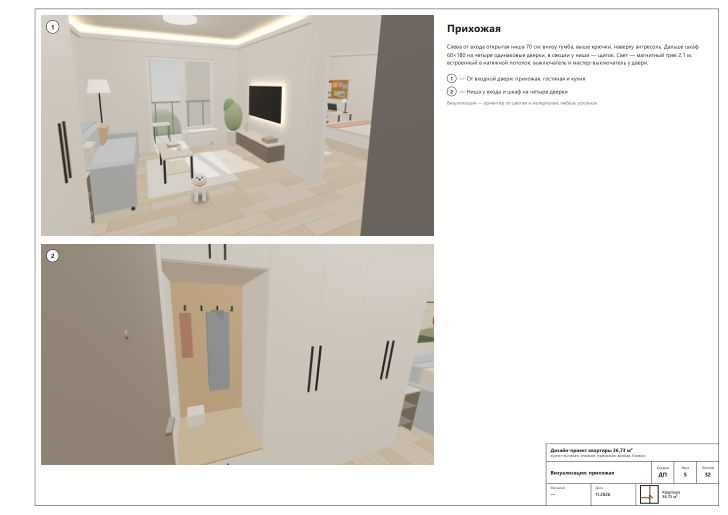 1
Прихожая
Слева от входа открытая ниша 70 см: внизу тумба, выше крючки, наверху антресоль. Дальше шкаф
60×180 на четыре одинаковые дверки, в секции у ниши — щиток. Свет — магнитный трек 2,1 м,
встроенный в натяжной потолок, выключатель и мастер-выключатель у двери.
1 — От входной двери: прихожая, гостиная и кухня
2 — Ниша у входа и шкаф на четыре дверки
Визуализация — ориентир по цветам и материалам; мебель условная
2
Дизайн-проект квартиры 36,73 м²
Визуализация: прихожая
Стадия
Лист
Листов
ДП
5
32
Масштаб
—
Дата
11.2026
Квартира
36,73 м²